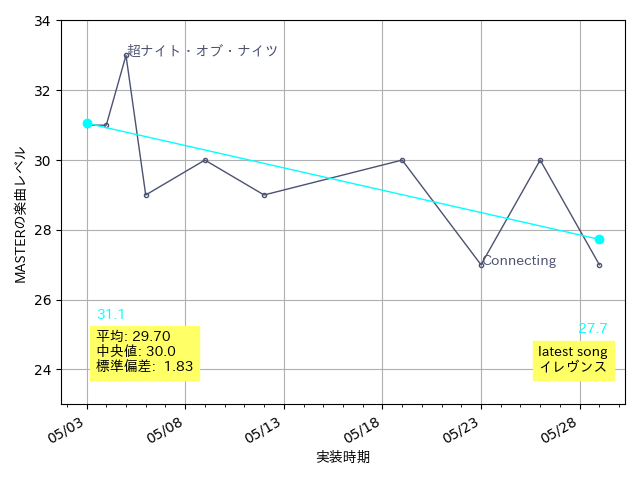 34
32
30
28
26
24
MASTERの楽曲レベル
超ナイト・オブ・ナイツ
Connecting
31.1
平均: 29.70
中央値: 30.0
標準偏差: 1.83
27.7
latest song
イレヴンス
05/03
05/08
05/13
05/18
05/23
05/28
実装時期